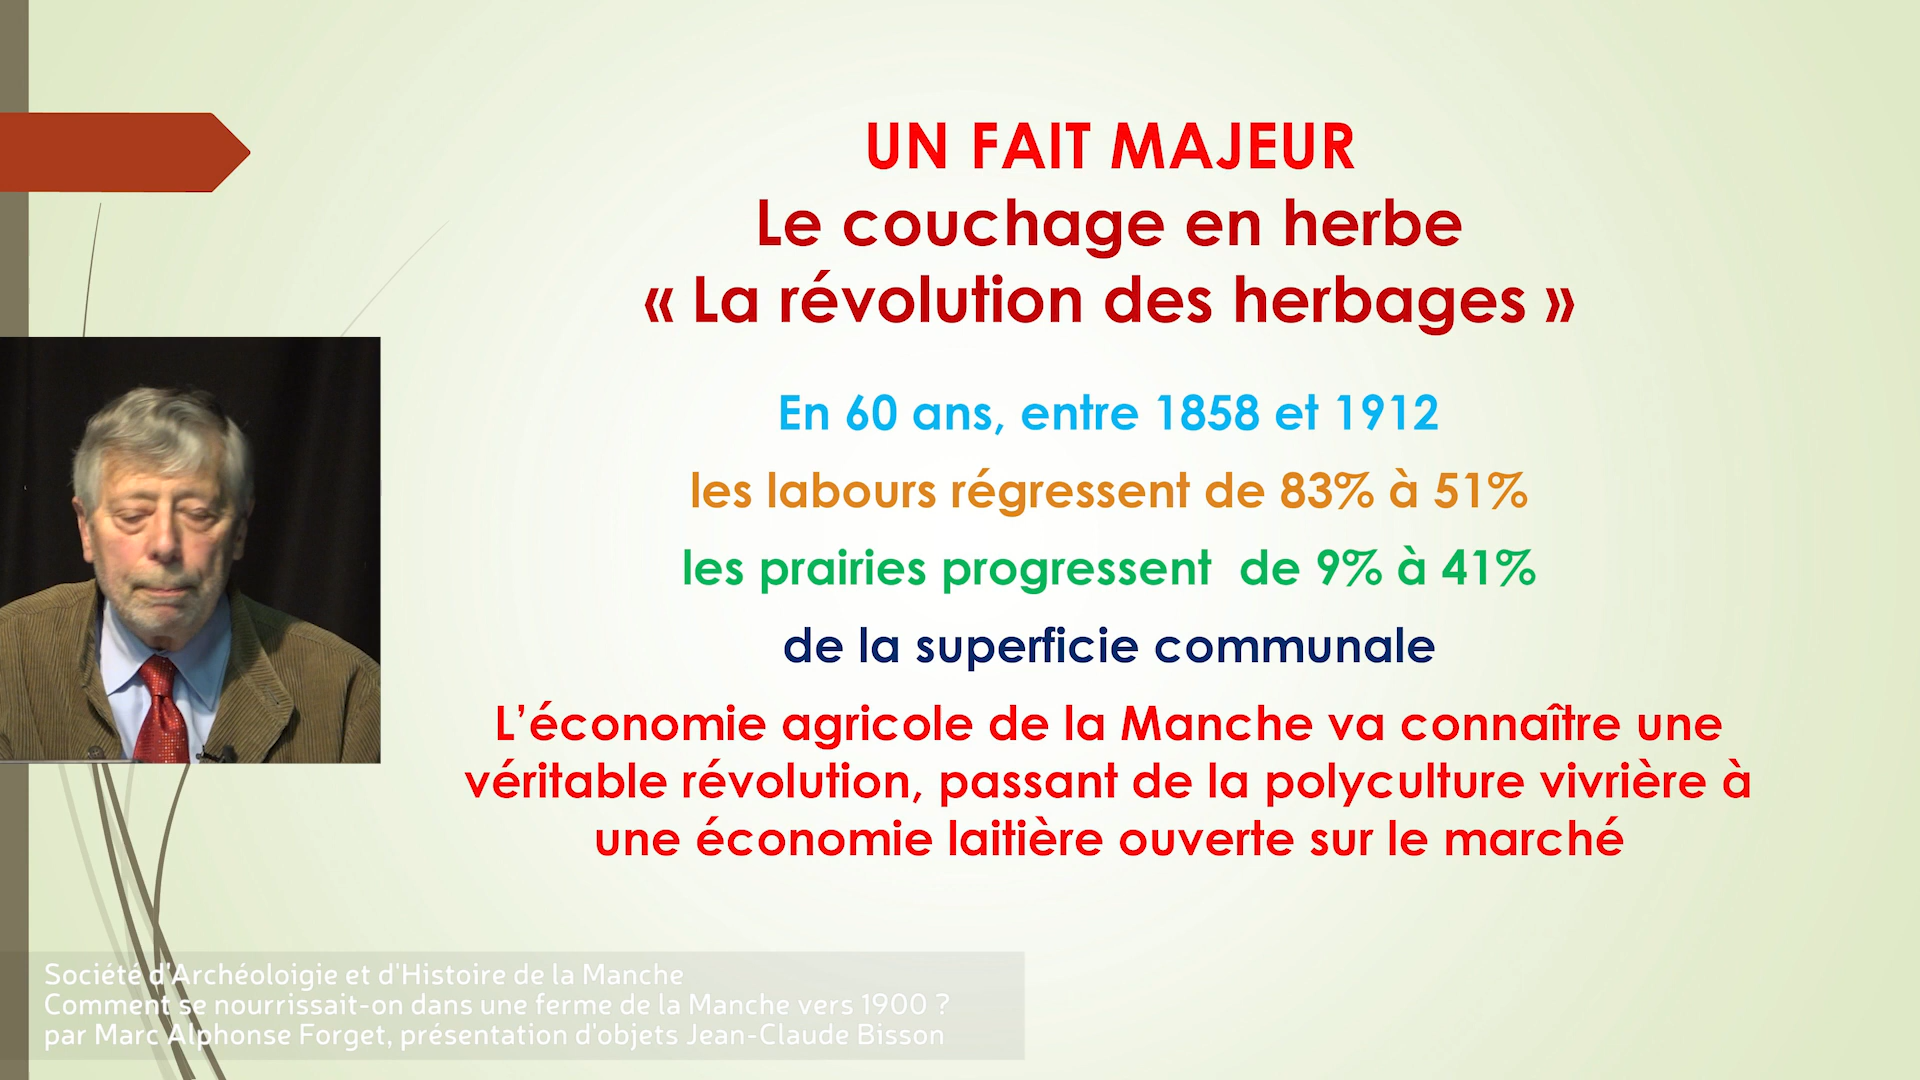 UN FAIT MAJEUR
Le couchage en herbe
« La révolution des herbages »
En 60 ans, entre 1858 et 1912
les labours régressent de 83% à 51%
les prairies progressent de 9% à 41%
de la superficie communale
L’économie agricole de la Manche va connaître une
véritable révolution, passant de la polyculture vivrière à
une économie laitière ouverte sur le marché
Société d'Archéoloigie et d'Histoire de la Manche
Comment se nourrissait-on dans une ferme de la Manche vers 1900 ?
par Marc Alphonse Forget, présentation d'objets Jean-Claude Bisson